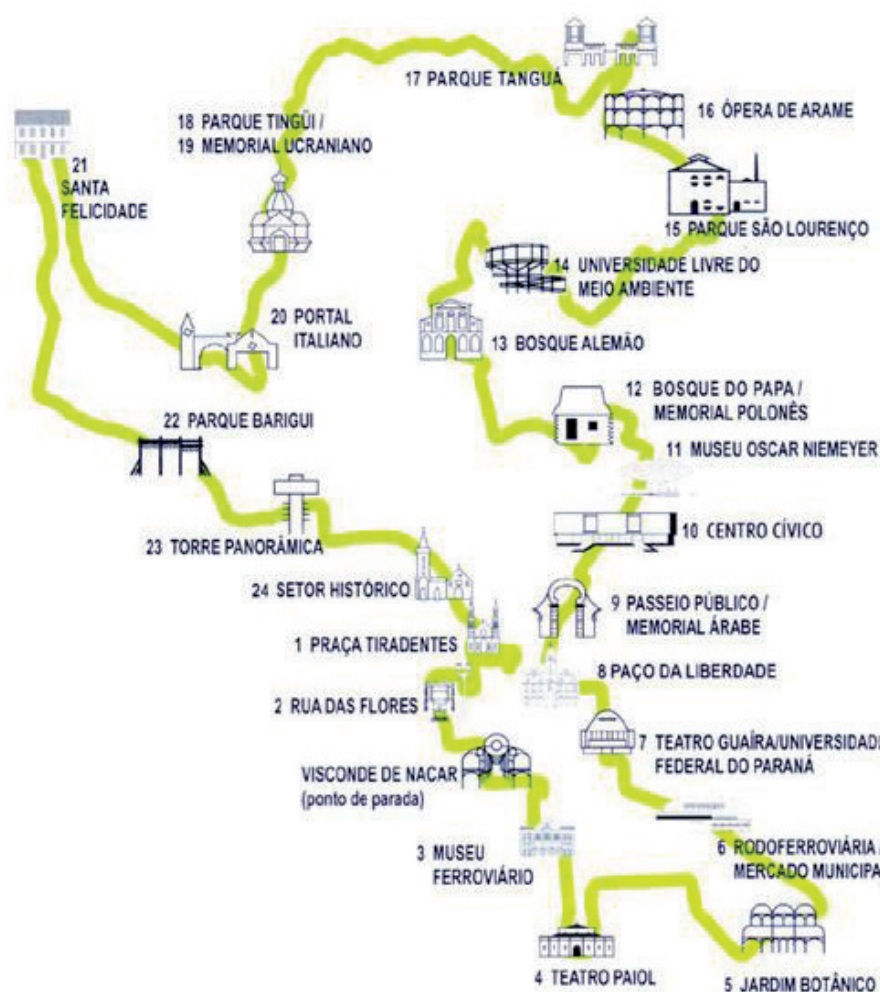 17 PARQUE TANGUÁ
16 ÓPERA DE ARAME
18 PARQUE TINGÜI /
19 MEMORIAL UCRANIANO
21
SANTA
FELICIDADE
15 PARQUE SÃO LOURENÇO
14 UNIVERSIDADE LIVRE DO
MEIO AMBIENTE
20 PORTAL
ITALIANO
13 BOSQUE ALEMÃO
12 BOSQUE DO PAPA /
MEMORIAL POLONÊS
22 PARQUE BARIGUI
11 MUSEU OSCAR NIEMEYER
10 CENTRO CÍVICO
23 TORRE PANORÂMICA
24 SETOR HISTÓRICO
9 PASSEIO PÚBLICO /
MEMORIAL ÁRABE
1 PRAÇA TIRADENTES
8 PAÇO DA LIBERDADE
2 RUA DAS FLORES
7 TEATRO GUAÍRA/UNIVERSIDADE
FEDERAL DO PARANÁ
VISCONDE DE NACAR
(ponto de parada)
6 RODOFERROVIÁRIA /
MERCADO MUNICIPA
3 MUSEU
FERROVIÁRIO
4 TEATRO PAIOL
5 JARDIM BOTÂNICO